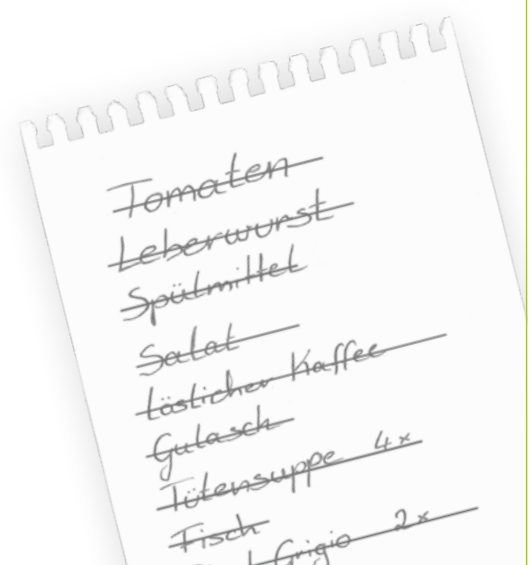 Tomaten
Leberwurst
Spülmittel
Salat
löslicher Kaffee
Gulasch
Tütensuppe 4x
Fisch
Grigio 2x